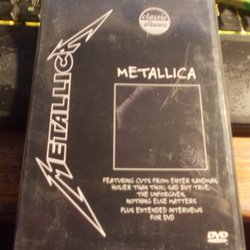 classic
albums
METALLICA
METALLICA
FEATURING CUTS FROM: ENTER SANDMAN,
HOLIER THAN THOU, SAD BUT TRUE,
THE UNFORGIVEN,
NOTHING ELSE MATTERS
PLUS EXTENDED INTERVIEWS
FOR DVD
DVD